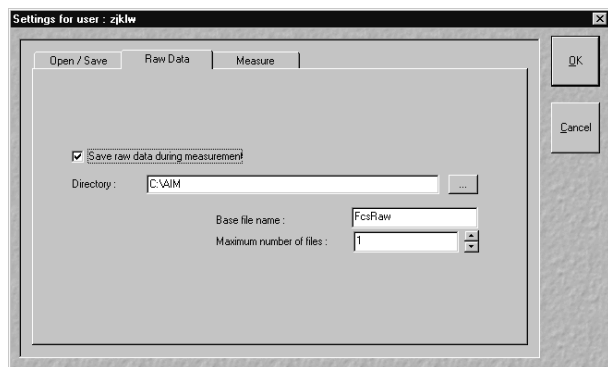 Settings for user : zjklw
Open / Save
Raw Data
Measure
OK
Cancel
Save raw data during measurement
Directory :
C:\AIM
...
Base file name :
FcsRaw
Maximum number of files :
1